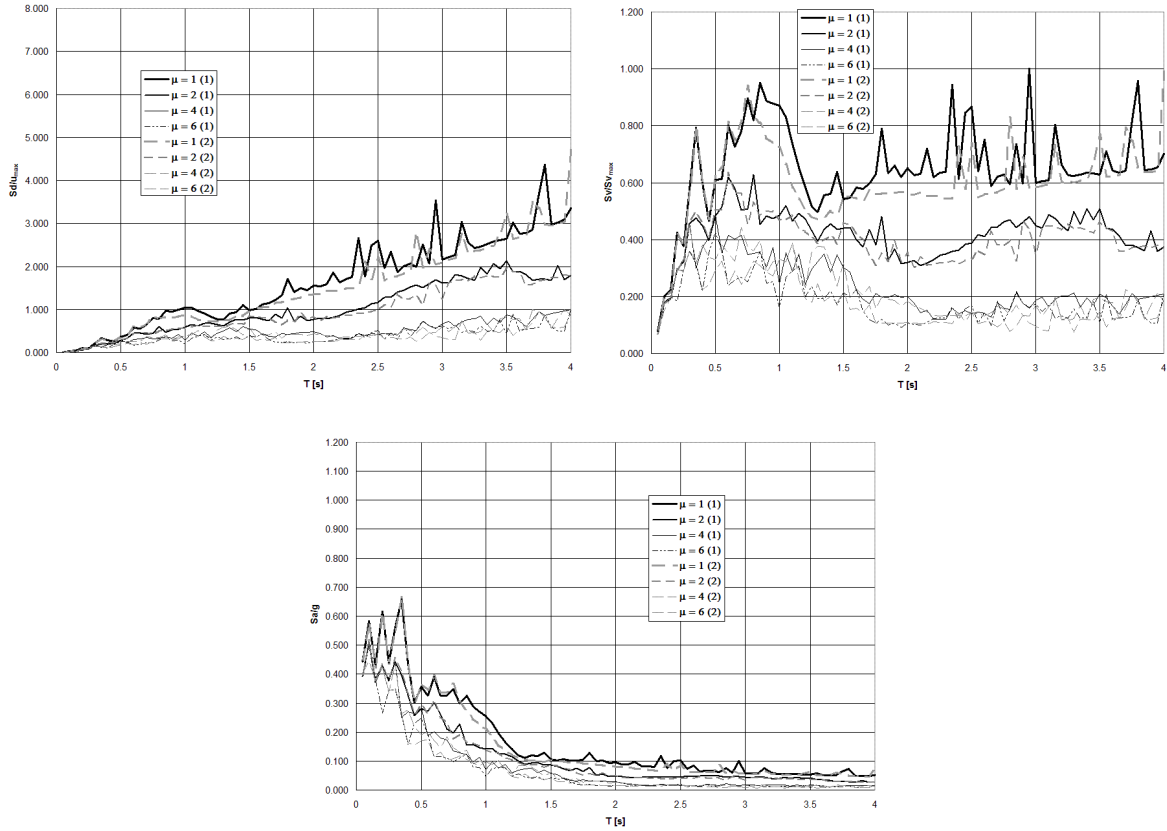 8.000
7.000
6.000
5.000
4.000
3.000
2.000
1.000
0.000
Sd/u_max
0 0.5 1 1.5 2 2.5 3 3.5 4
T [s]
μ = 1 (1)
μ = 2 (1)
μ = 4 (1)
μ = 6 (1)
μ = 1 (2)
μ = 2 (2)
μ = 4 (2)
μ = 6 (2)
1.200
1.000
0.800
0.600
0.400
0.200
0.000
Sv/Sv_max
0 0.5 1 1.5 2 2.5 3 3.5 4
T [s]
μ = 1 (1)
μ = 2 (1)
μ = 4 (1)
μ = 6 (1)
μ = 1 (2)
μ = 2 (2)
μ = 4 (2)
μ = 6 (2)
1.200
1.100
1.000
0.900
0.800
0.700
0.600
0.500
0.400
0.300
0.200
0.100
0.000
Sa/g
0 0.5 1 1.5 2 2.5 3 3.5 4
T [s]
μ = 1 (1)
μ = 2 (1)
μ = 4 (1)
μ = 6 (1)
μ = 1 (2)
μ = 2 (2)
μ = 4 (2)
μ = 6 (2)